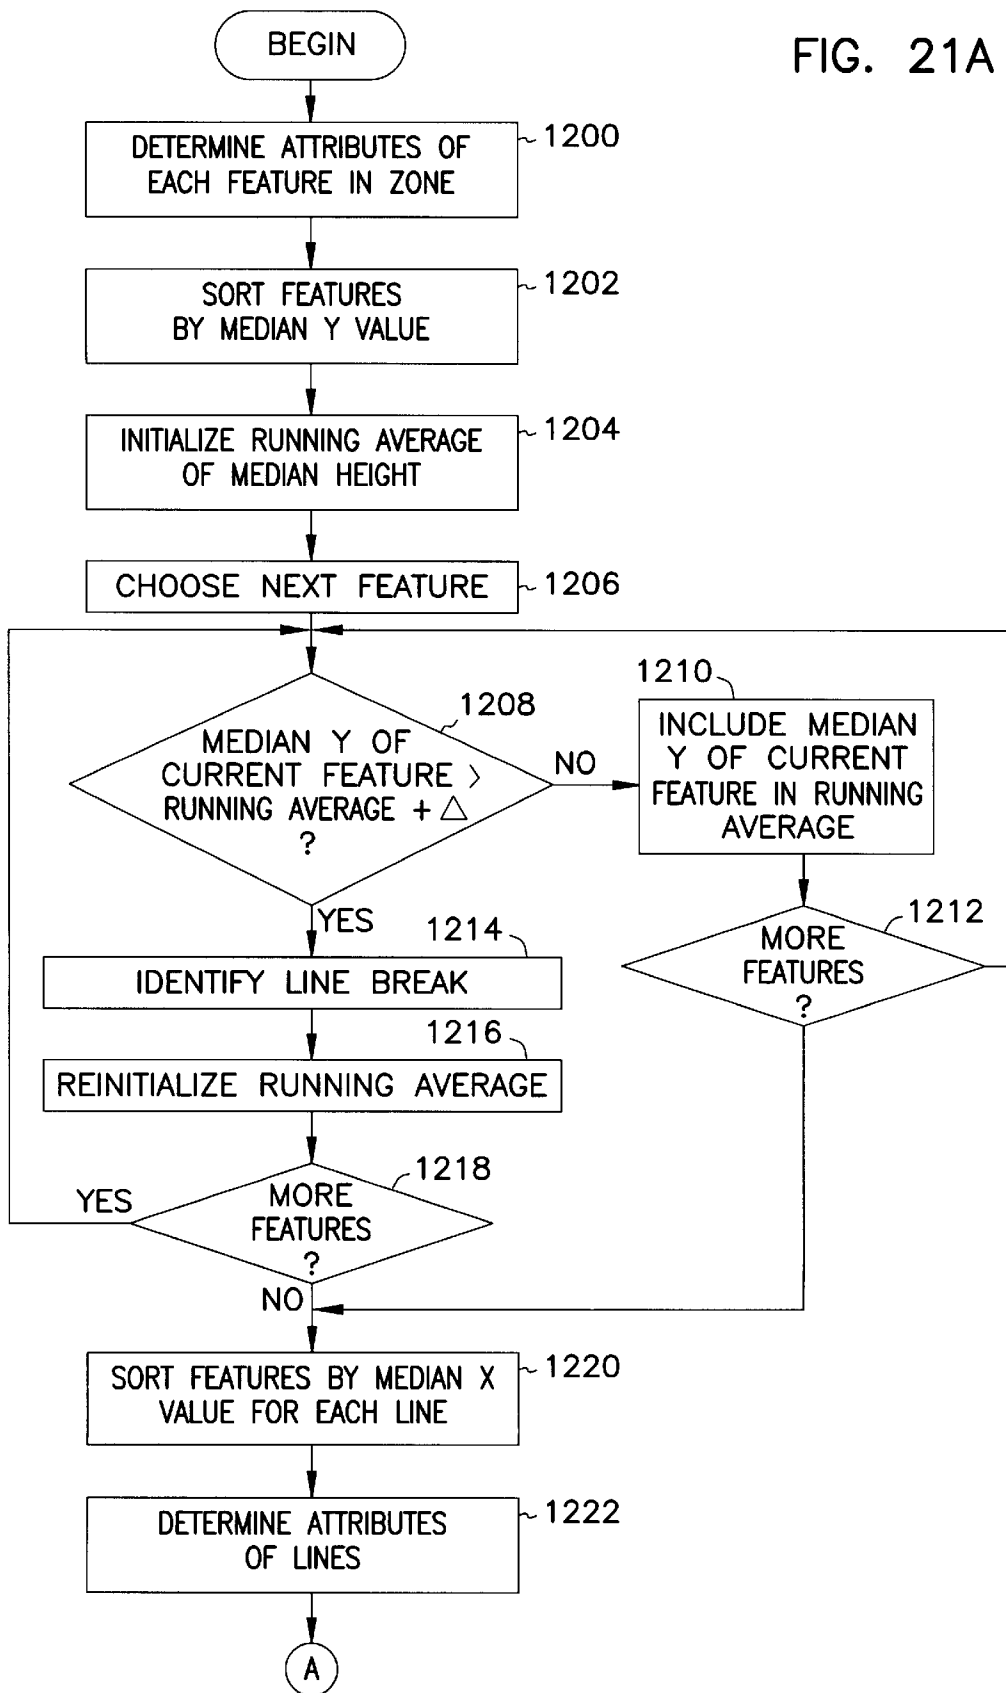 BEGIN
FIG. 21A
DETERMINE ATTRIBUTES OF
EACH FEATURE IN ZONE
1200
SORT FEATURES
BY MEDIAN Y VALUE
1202
INITIALIZE RUNNING AVERAGE
OF MEDIAN HEIGHT
1204
CHOOSE NEXT FEATURE
1206
1208
MEDIAN Y OF
CURRENT FEATURE >
RUNNING AVERAGE + △
?
NO
1210
INCLUDE MEDIAN
Y OF CURRENT
FEATURE IN RUNNING
AVERAGE
YES
1212
MORE
FEATURES
?
1214
IDENTIFY LINE BREAK
1216
REINITIALIZE RUNNING AVERAGE
1218
MORE
FEATURES
?
YES
NO
SORT FEATURES BY MEDIAN X
VALUE FOR EACH LINE
1220
DETERMINE ATTRIBUTES
OF LINES
1222
A